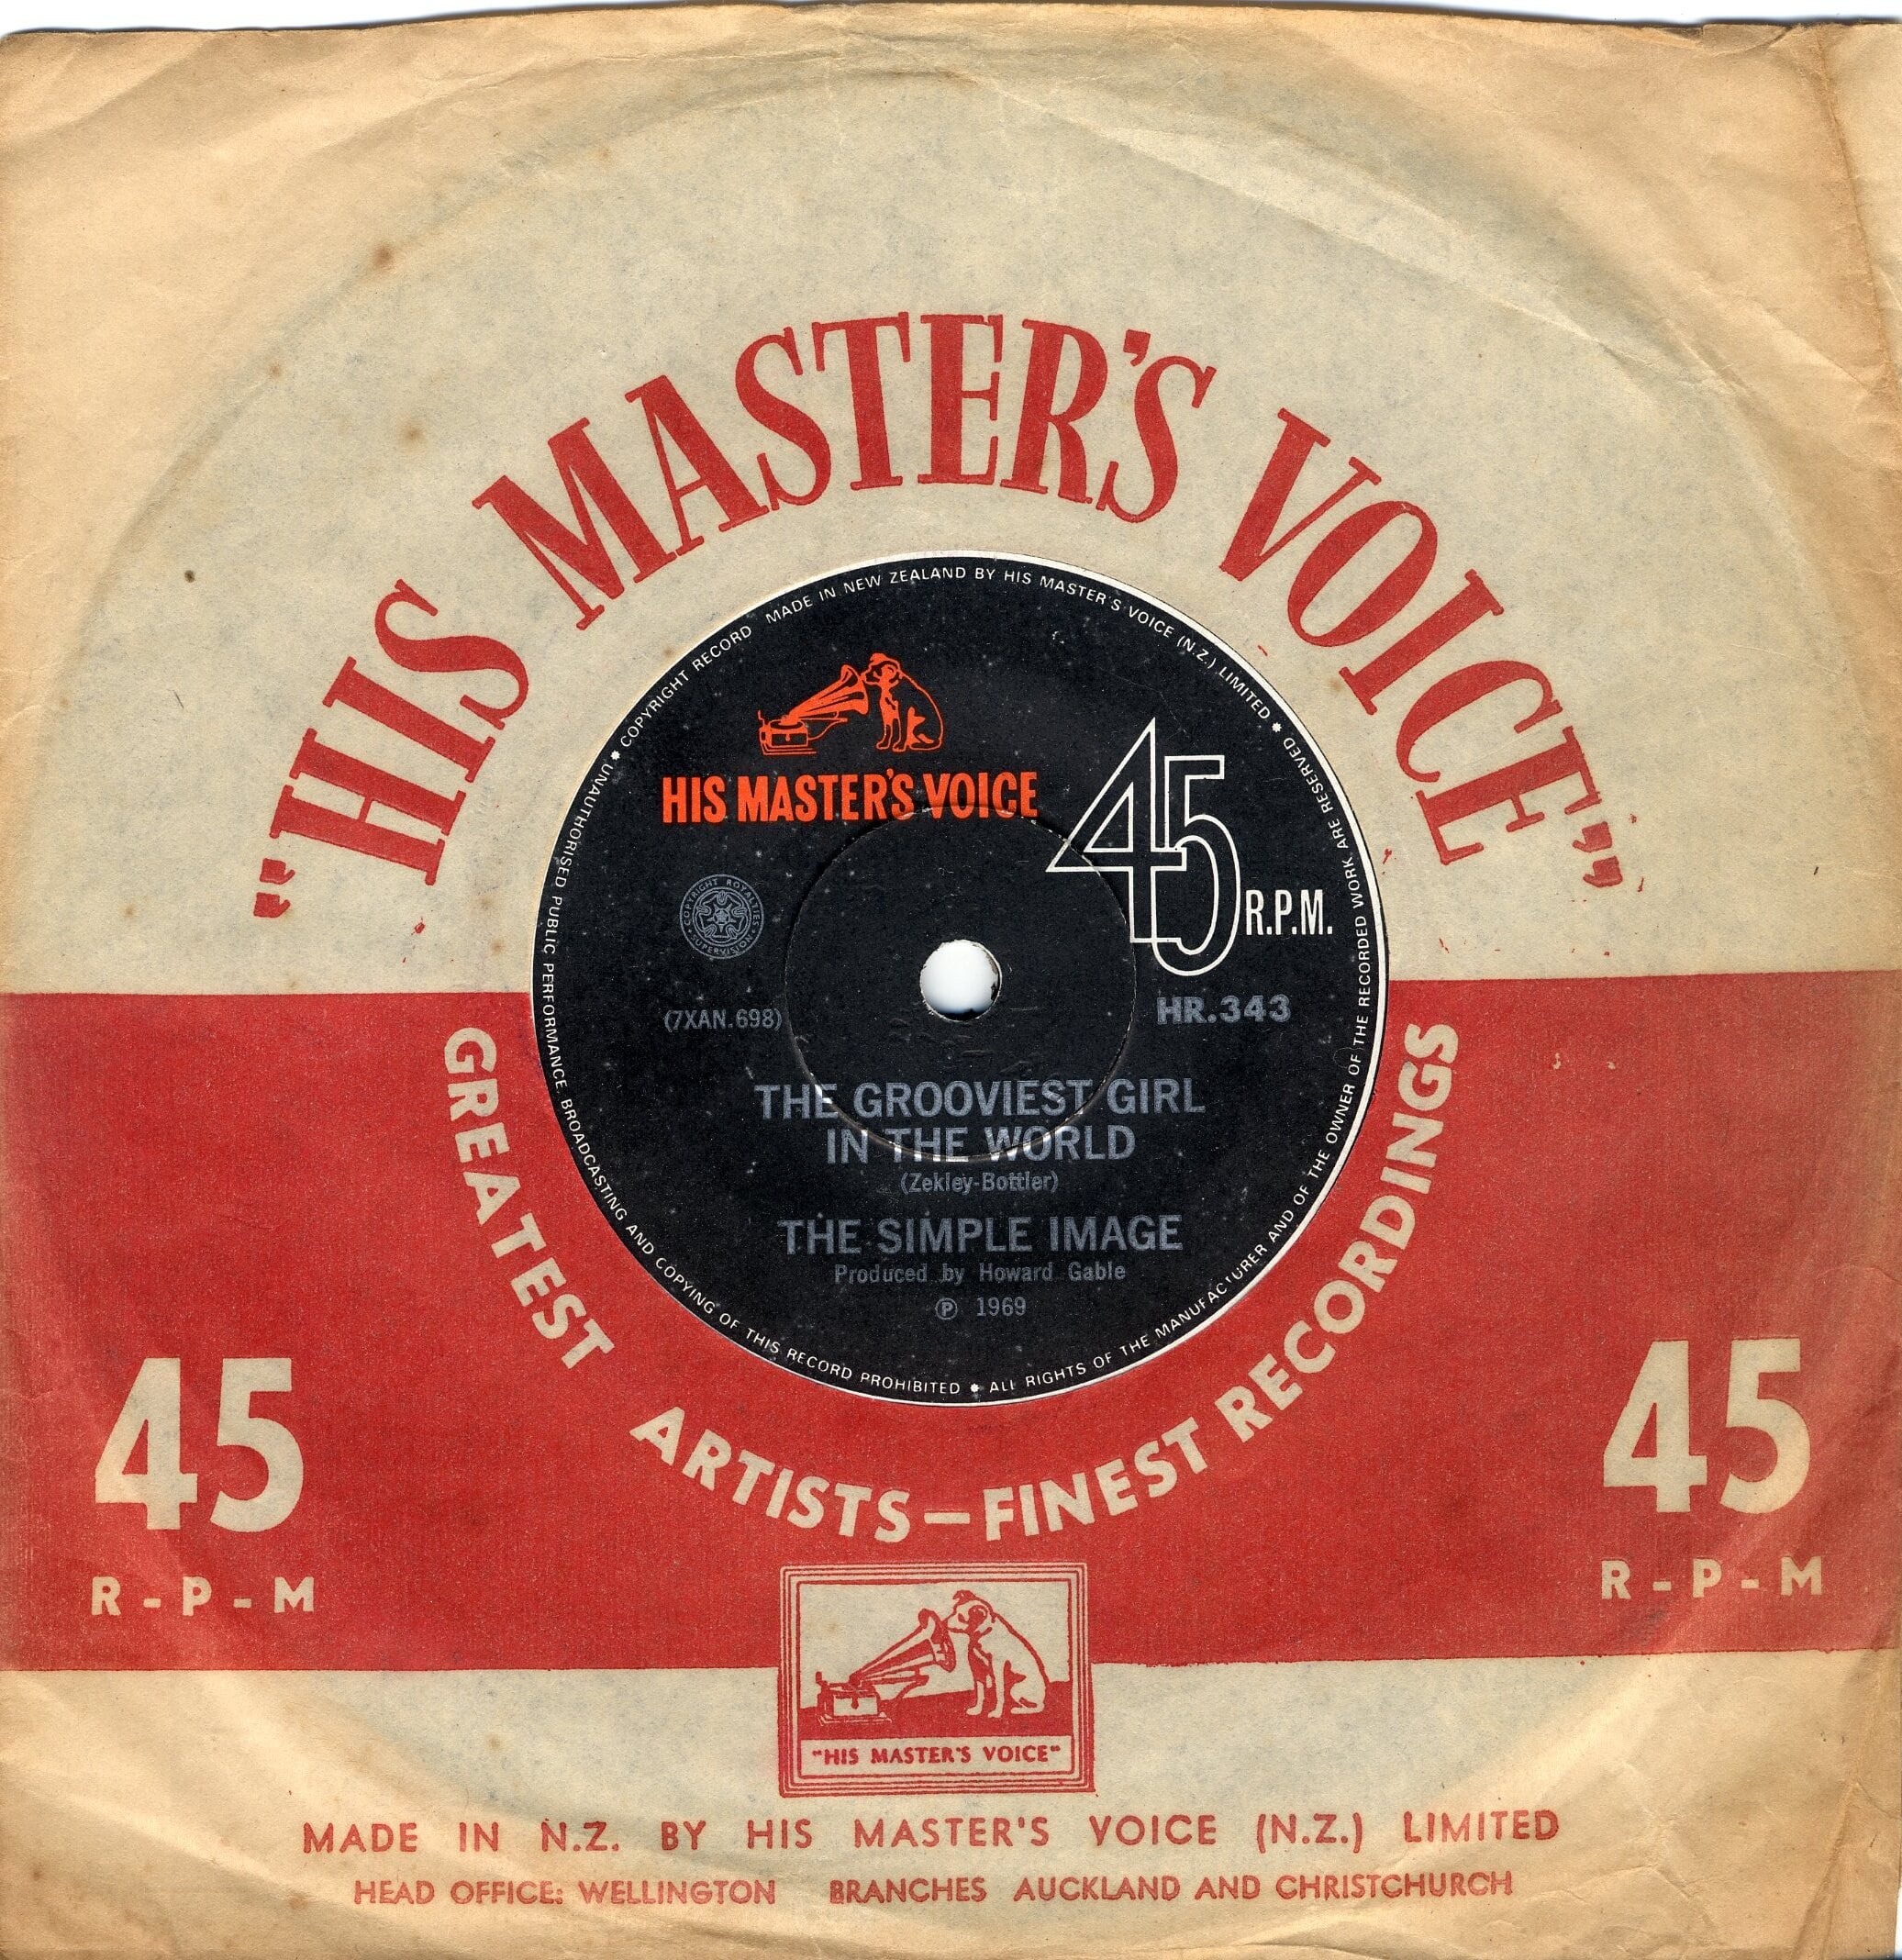 "HIS MASTER'S VOICE"
COPYRIGHT RECORD MADE IN NEW ZEALAND BY HIS MASTER'S VOICE (N.Z.) LIMITED
ALL RIGHTS OF THE MANUFACTURER AND OF THE OWNER OF THE RECORDED WORK ARE RESERVED
UNAUTHORISED PUBLIC PERFORMANCE BROADCASTING AND COPYING OF THIS RECORD PROHIBITED
HIS MASTER'S VOICE
45 R.P.M.
COPYRIGHT ROYALTIES
SUPERVISION
(7XAN.698)
HR.343
THE GROOVIEST GIRL
IN THE WORLD
(Zekley-Bottler)
THE SIMPLE IMAGE
Produced by Howard Gable
℗ 1969
GREATEST ARTISTS—FINEST RECORDINGS
45
R-P-M
45
R-P-M
"HIS MASTER'S VOICE"
MADE IN N.Z. BY HIS MASTER'S VOICE (N.Z.) LIMITED
HEAD OFFICE: WELLINGTON BRANCHES AUCKLAND AND CHRISTCHURCH